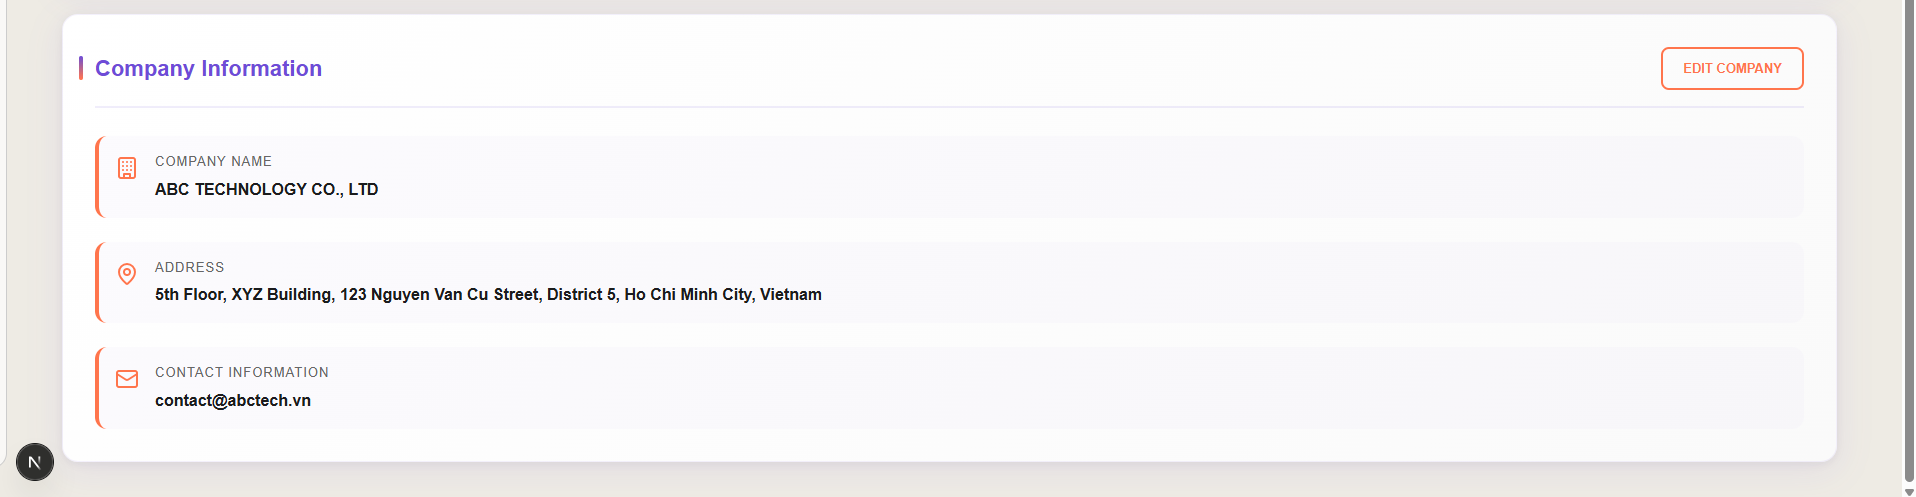 Company Information
EDIT COMPANY
COMPANY NAME
ABC TECHNOLOGY CO., LTD
ADDRESS
5th Floor, XYZ Building, 123 Nguyen Van Cu Street, District 5, Ho Chi Minh City, Vietnam
CONTACT INFORMATION
contact@abctech.vn
N